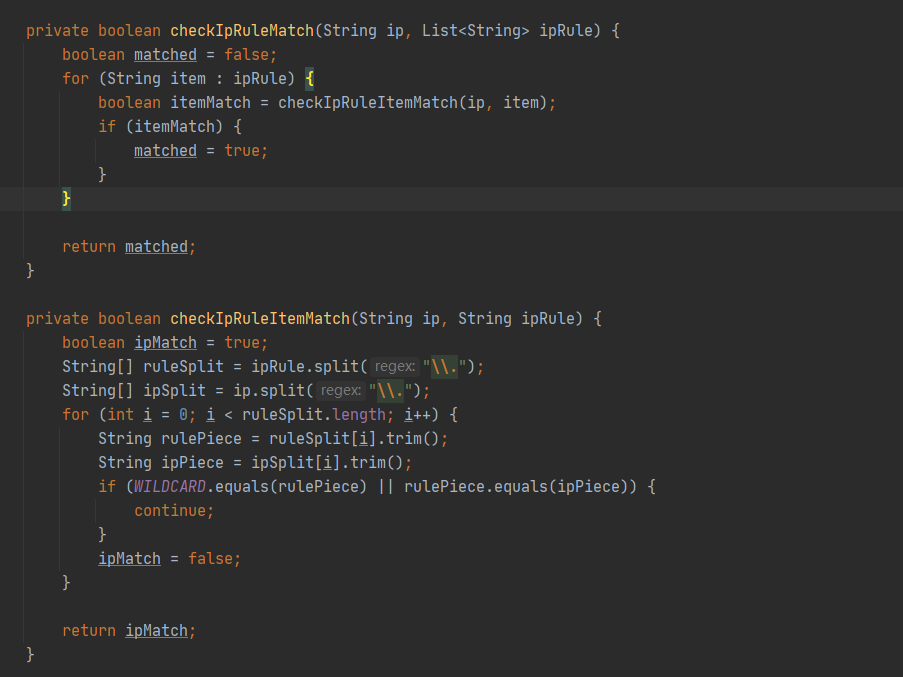 private boolean checkIpRuleMatch(String ip, List<String> ipRule) {
    boolean matched = false;
    for (String item : ipRule) {
        boolean itemMatch = checkIpRuleItemMatch(ip, item);
        if (itemMatch) {
            matched = true;
        }
    }

    return matched;
}

private boolean checkIpRuleItemMatch(String ip, String ipRule) {
    boolean ipMatch = true;
    String[] ruleSplit = ipRule.split( regex: "\\.");
    String[] ipSplit = ip.split( regex: "\\.");
    for (int i = 0; i < ruleSplit.length; i++) {
        String rulePiece = ruleSplit[i].trim();
        String ipPiece = ipSplit[i].trim();
        if (WILDCARD.equals(rulePiece) || rulePiece.equals(ipPiece)) {
            continue;
        }
        ipMatch = false;
    }

    return ipMatch;
}